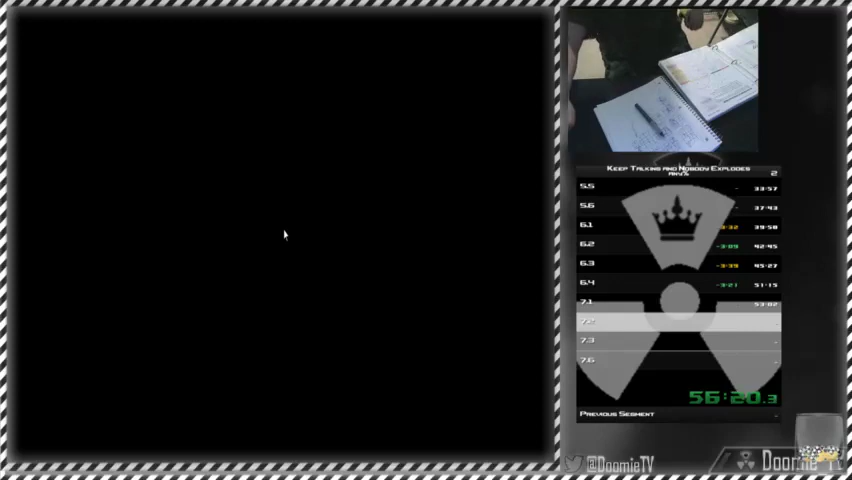 Keep Talking and Nobody Explodes
Any% 2
5.5 - 33:57
5.6 - 37:43
6.1 -3:32 39:58
6.2 -3:09 42:45
6.3 -3:39 45:27
6.4 -3:21 51:15
7.1 53:02
7.2 -
7.3 -
7.6 -
56:20.3
Previous Segment -
@DoomieTV
Doomie TV